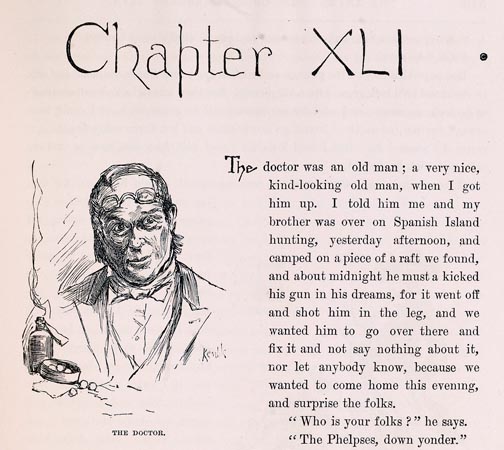 Chapter XLI.
The doctor was an old man; a very nice,
kind-looking old man, when I got
him up. I told him me and my
brother was over on Spanish Island
hunting, yesterday afternoon, and
camped on a piece of a raft we found,
and about midnight he must a kicked
his gun in his dreams, for it went off
and shot him in the leg, and we
wanted him to go over there and
fix it and not say nothing about it,
nor let anybody know, because we
wanted to come home this evening,
and surprise the folks.
"Who is your folks?" he says.
"The Phelpses, down yonder."
Kemble
THE DOCTOR.